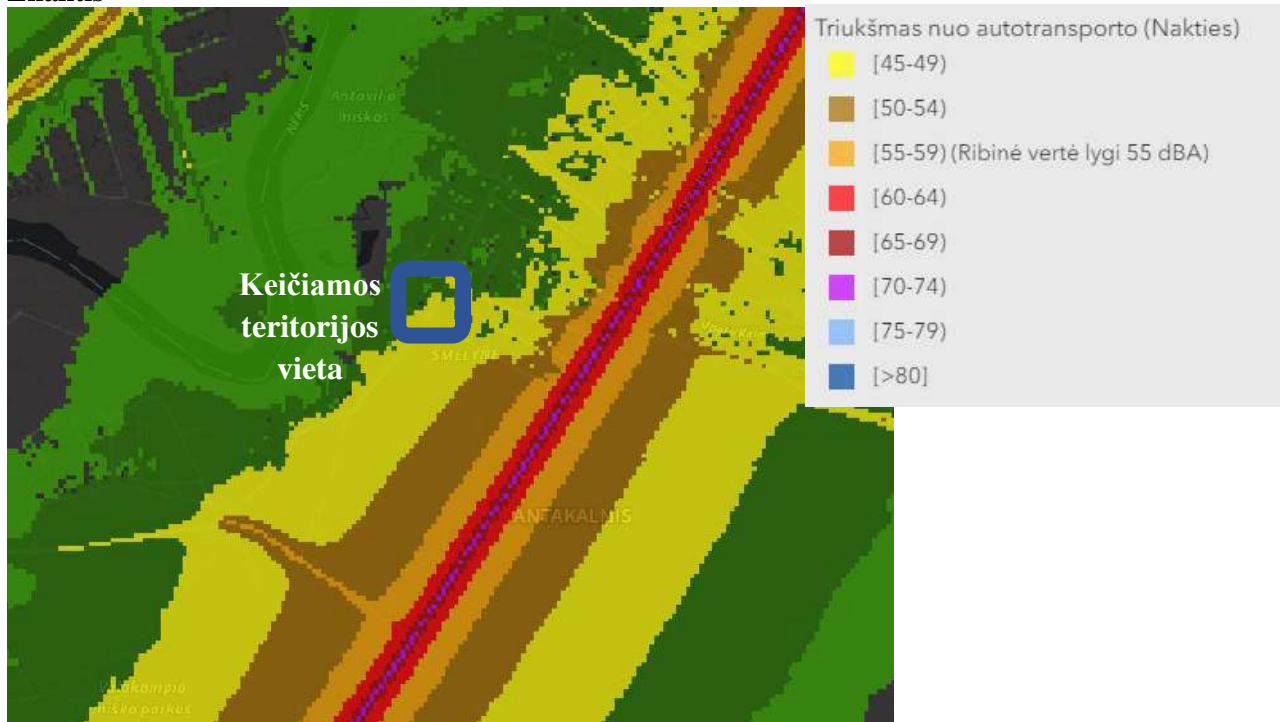 Triukšmas nuo autotransporto (Nakties)
[45-49)
[50-54)
[55-59) (Ribinė vertė lygi 55 dBA)
[60-64)
[65-69)
[70-74)
[75-79)
[>80]
NERIS
Antavilio
miškas
Keičiamos
teritorijos
vieta
SMĖLYNĖ
ANTAKALNIS
miško parkas